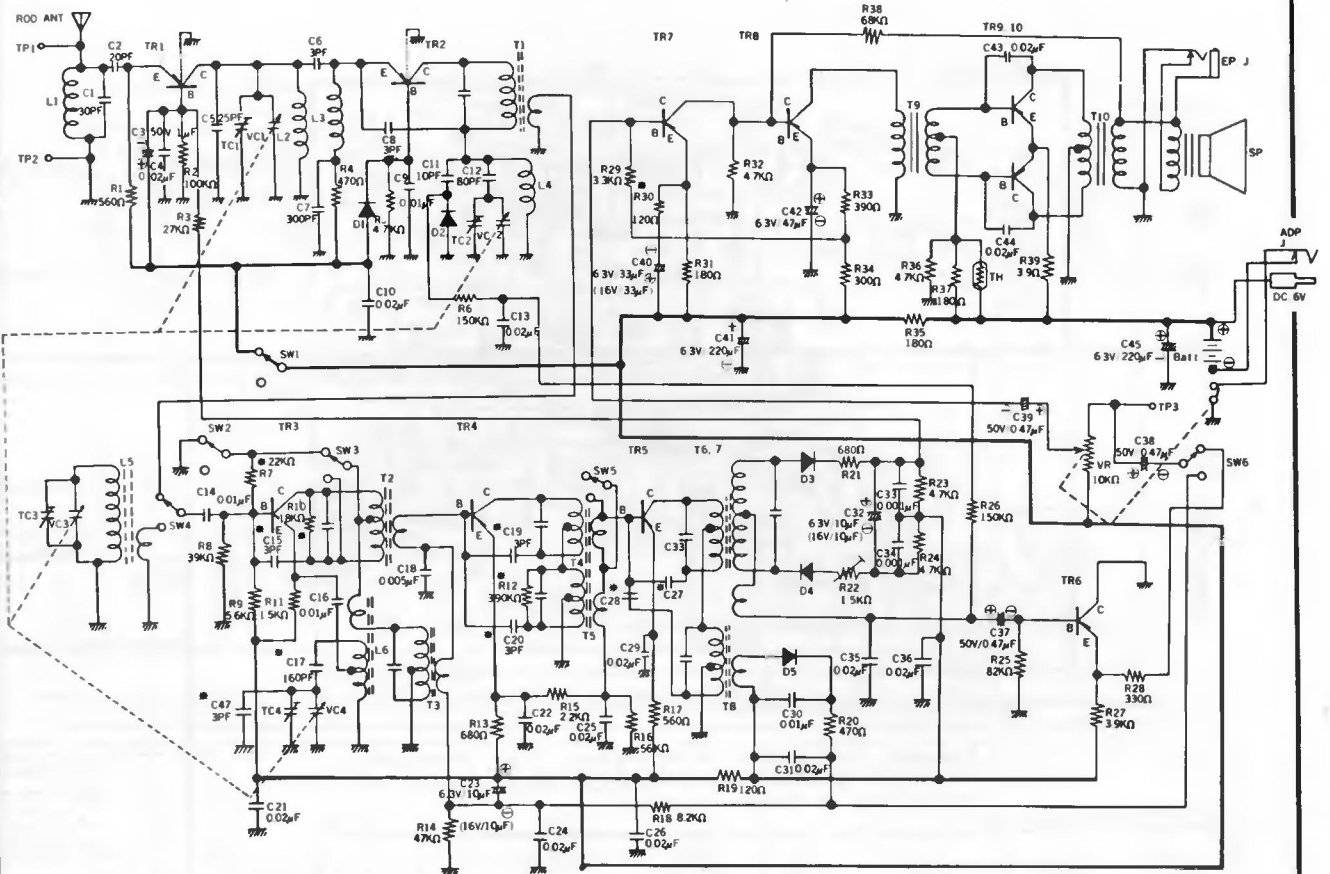 ROD ANT
TP1
C2
20PF
TR1
E
C
B
L1
C1
30PF
TP2
C3
50V 1μF
C4
0.02μF
R1
560Ω
R2
100KΩ
R3
27KΩ
C5 25PF
TC1
VC1
L2
C6
3PF
L3
C7
300PF
R4
470Ω
E
C
B
TR2
C8
3PF
C9
0.01μF
D1
4.7KΩ
C10
0.02μF
C11
10PF
C12
80PF
D2
TC2
VC2
T1
L4
R6
150KΩ
C13
0.02μF
SW1
TR7
C
B
E
R29
3.3KΩ
R30
120Ω
C40
6.3V 33μF
(16V/33μF)
R31
180Ω
R32
4.7KΩ
TR8
C
B
E
C42
6.3V/47μF
R33
390Ω
R34
300Ω
C41
6.3V 220μF
R35
180Ω
R38
68KΩ
T9
TR9.10
C43 0.02μF
C
B
E
B
C
C44
0.02μF
R36
4.7KΩ
R37
180Ω
TH
R39
3.9Ω
T10
EP J
SP
ADP
J
DC 6V
C45
6.3V/220μF
Batt
C39
50V 0.47μF
TP3
C38
50V 0.47μF
VR
10KΩ
SW6
TC3
VC3
L5
SW2
SW4
C14
0.01μF
R7
22KΩ
R8
39KΩ
TR3
C
B
E
R10
18KΩ
C15
3PF
R9
5.6KΩ
R11
1.5KΩ
C16
0.01μF
SW3
T2
C17
160PF
L6
C47
3PF
TC4
VC4
C21
0.02μF
T3
C18
0.005μF
TR4
C
B
E
C19
3PF
R12
390KΩ
C20
3PF
T4
T5
SW5
R13
680Ω
C22
0.02μF
R15
2.2KΩ
C25
0.02μF
R16
56KΩ
C23
6.3V/10μF
(16V/10μF)
R14
47KΩ
C24
0.02μF
C26
0.02μF
R18 8.2KΩ
TR5
C
B
E
C28
C27
C33
C29
0.02μF
R17
560Ω
T6, 7
T8
D3
680Ω
R21
C32
6.3V 10μF
(16V/10μF)
C33
0.001μF
C34
0.001μF
R23
4.7KΩ
R24
4.7KΩ
D4
R22
1.5KΩ
D5
C30
0.01μF
R20
470Ω
C31 0.02μF
R19 120Ω
C35
0.02μF
C36
0.02μF
R26
150KΩ
C37
50V/0.47μF
R25
82KΩ
TR6
C
B
E
R28
330Ω
R27
3.9KΩ